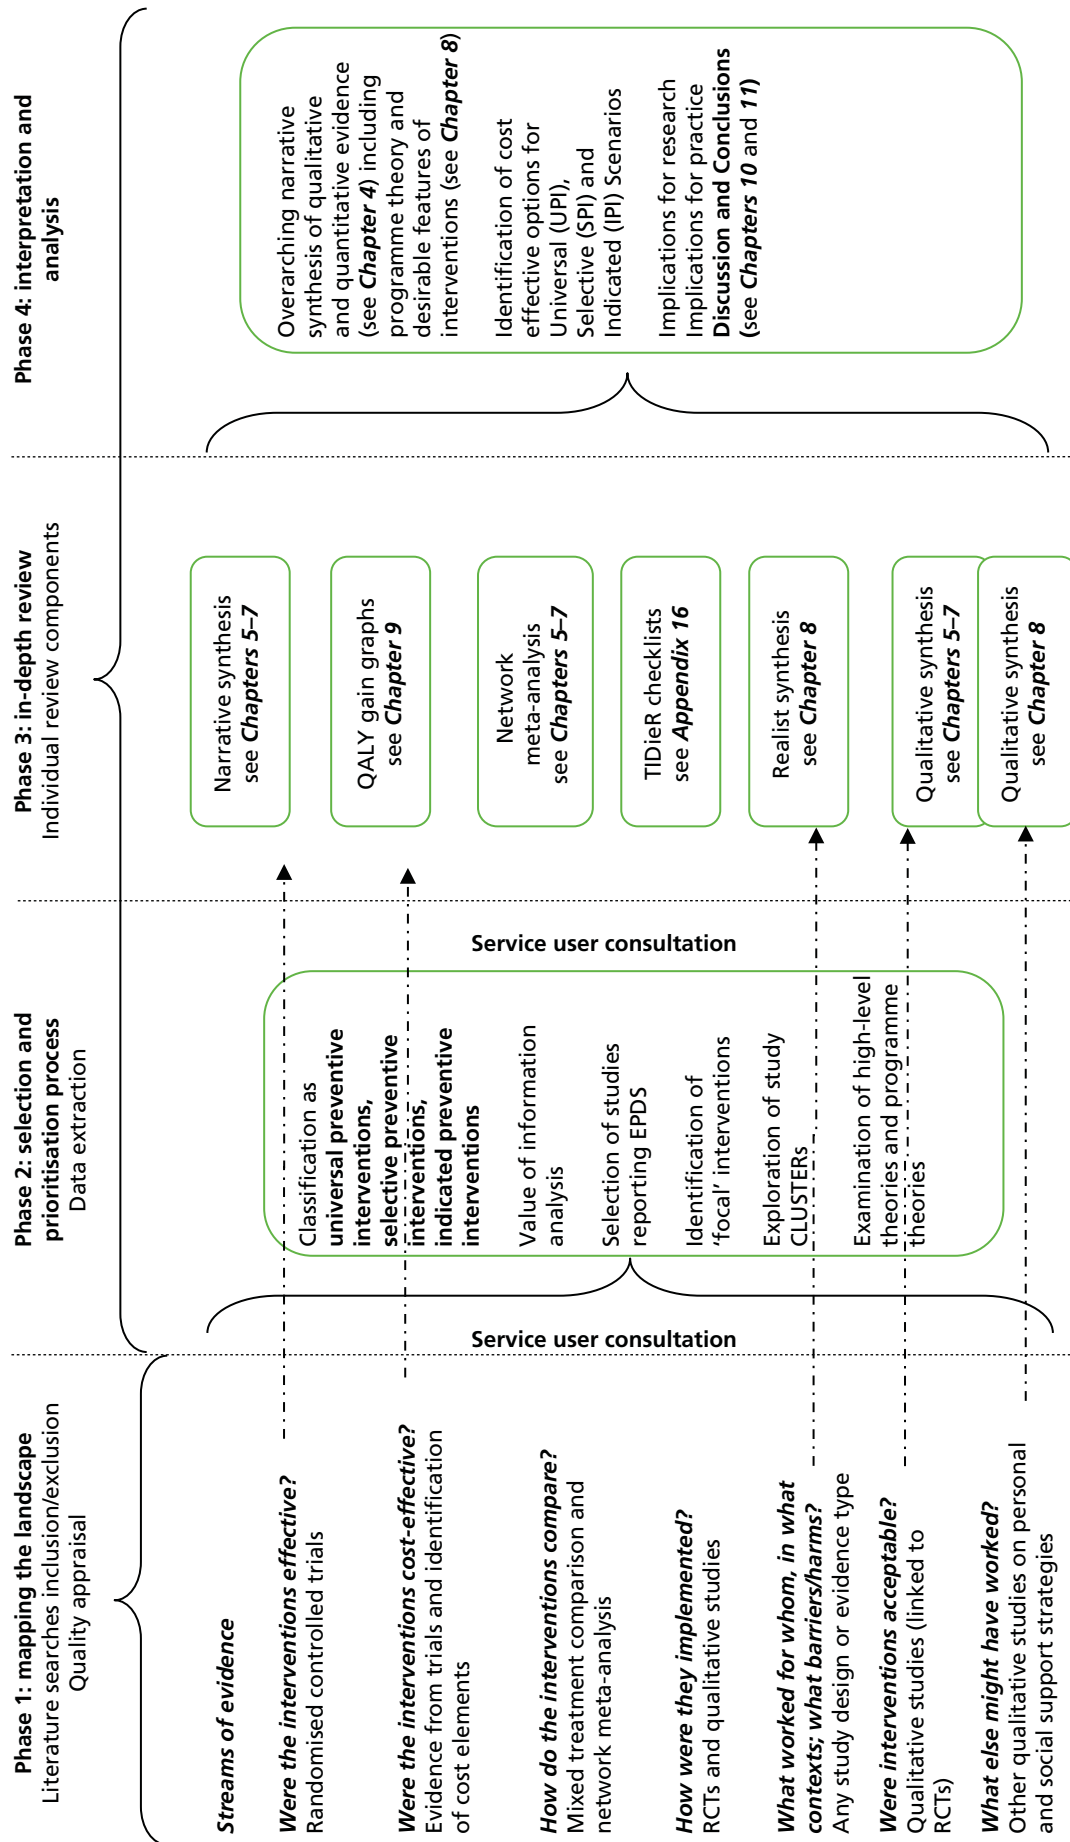 Phase 1: mapping the landscape
Literature searches inclusion/exclusion
Quality appraisal
Streams of evidence
Were the interventions effective?
Randomised controlled trials
Were the interventions cost-effective?
Evidence from trials and identification
of cost elements
How do the interventions compare?
Mixed treatment comparison and
network meta-analysis
How were they implemented?
RCTs and qualitative studies
What worked for whom, in what
contexts; what barriers/harms?
Any study design or evidence type
Were interventions acceptable?
Qualitative studies (linked to
RCTs)
What else might have worked?
Other qualitative studies on personal
and social support strategies
Phase 2: selection and
prioritisation process
Data extraction
Service user consultation
Classification as
universal preventive
interventions,
selective preventive
interventions,
indicated preventive
interventions
Value of information
analysis
Selection of studies
reporting EPDS
Identification of
‘focal’ interventions
Exploration of study
CLUSTERs
Examination of high-level
theories and programme
theories
Service user consultation
Phase 3: in-depth review
Individual review components
Narrative synthesis
see Chapters 5–7
QALY gain graphs
see Chapter 9
Network
meta-analysis
see Chapters 5–7
TIDieR checklists
see Appendix 16
Realist synthesis
see Chapter 8
Qualitative synthesis
see Chapters 5–7
Qualitative synthesis
see Chapter 8
Phase 4: interpretation and
analysis
Overarching narrative
synthesis of qualitative
and quantitative evidence
(see Chapter 4) including
programme theory and
desirable features of
interventions (see Chapter 8)
Identification of cost
effective options for
Universal (UPI),
Selective (SPI) and
Indicated (IPI) Scenarios
Implications for research
Implications for practice
Discussion and Conclusions
(see Chapters 10 and 11)